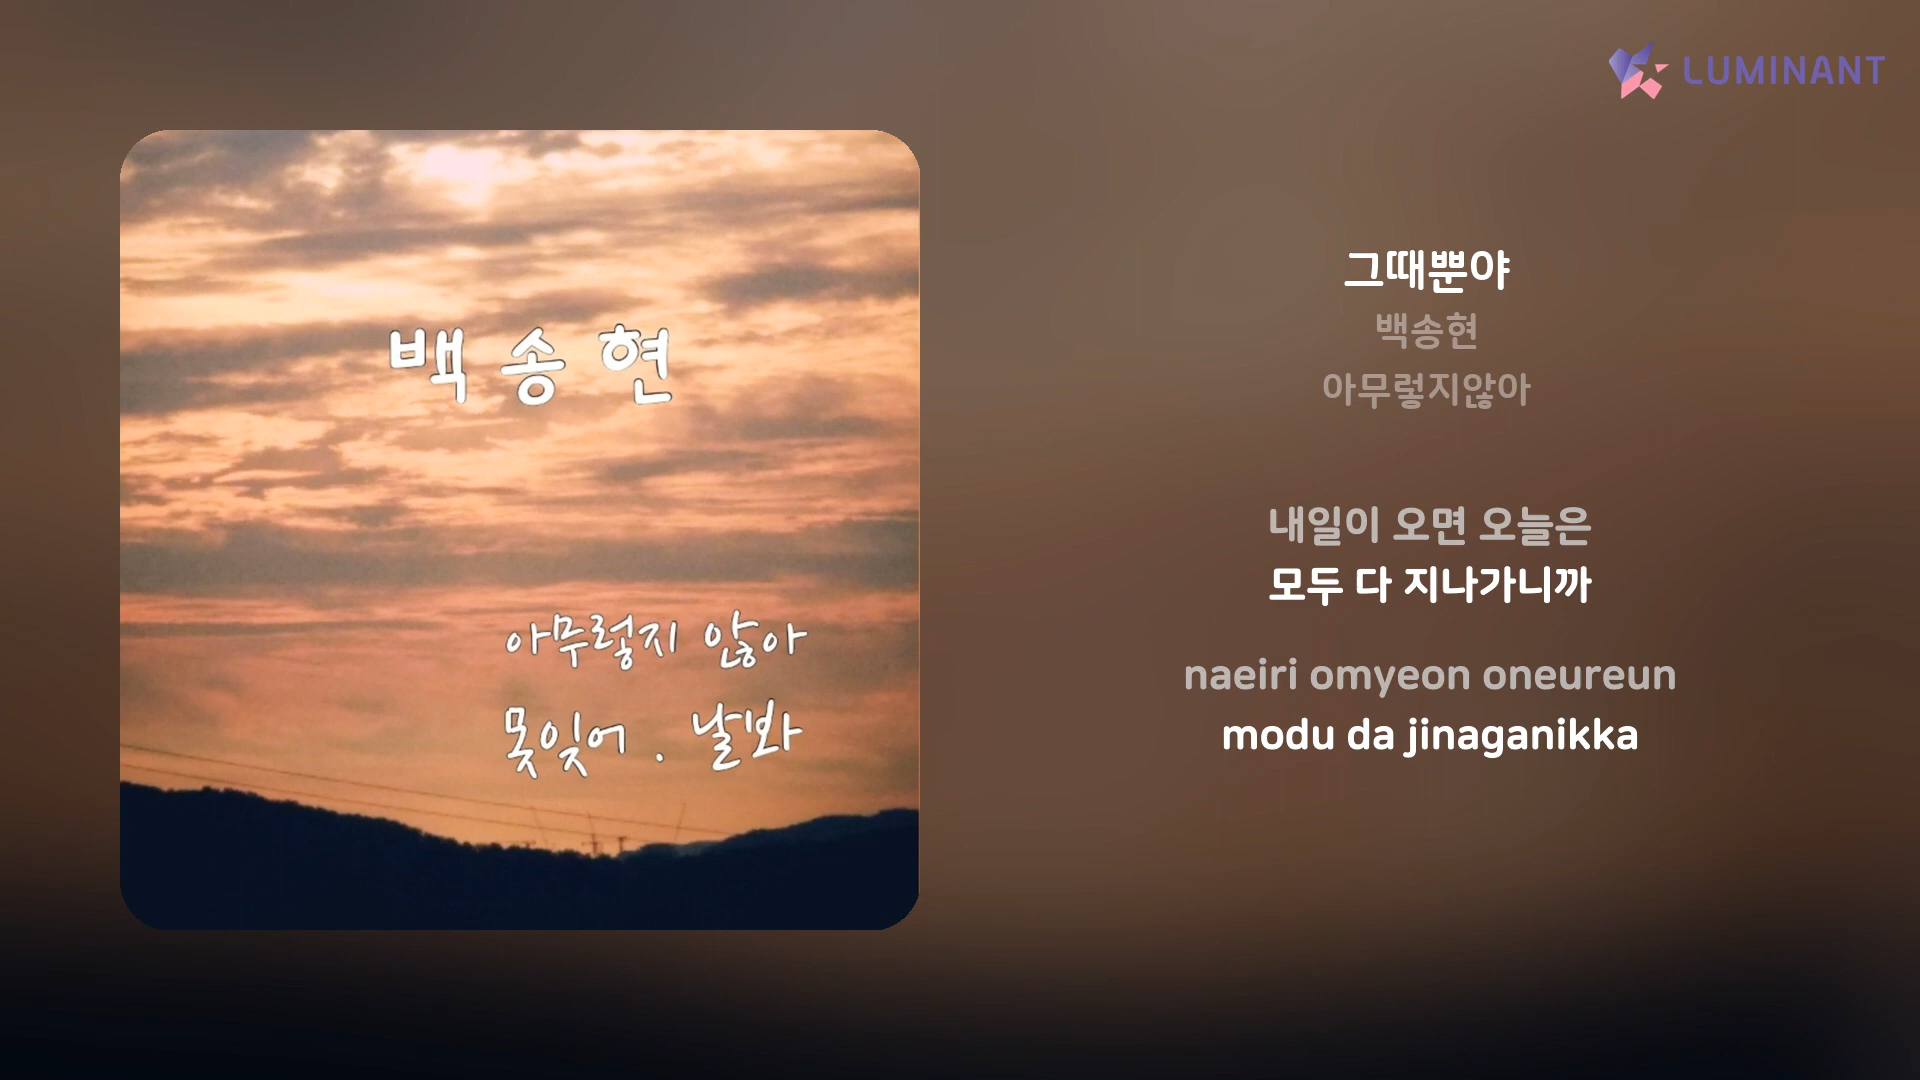 LUMINANT
백송현
아무렇지 않아
못잊어 . 날봐
그때뿐야
백송현
아무렇지않아
내일이 오면 오늘은
모두 다 지나가니까
naeiri omyeon oneureun
modu da jinaganikka